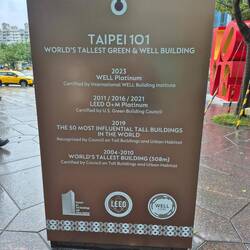 TAIPEI 101
WORLD'S TALLEST GREEN & WELL BUILDING
2023
WELL Platinum
Certified by International WELL Building Institute
2011 / 2016 / 2021
LEED O+M Platinum
Certified by U.S. Green Building Council
2019
THE 50 MOST INFLUENTIAL TALL BUILDINGS
IN THE WORLD
Recognized by Council on Tall Buildings and Urban Habitat
2004-2010
WORLD'S TALLEST BUILDING (508m)
Certified by Council on Tall Buildings and Urban Habitat
LEED
WELL